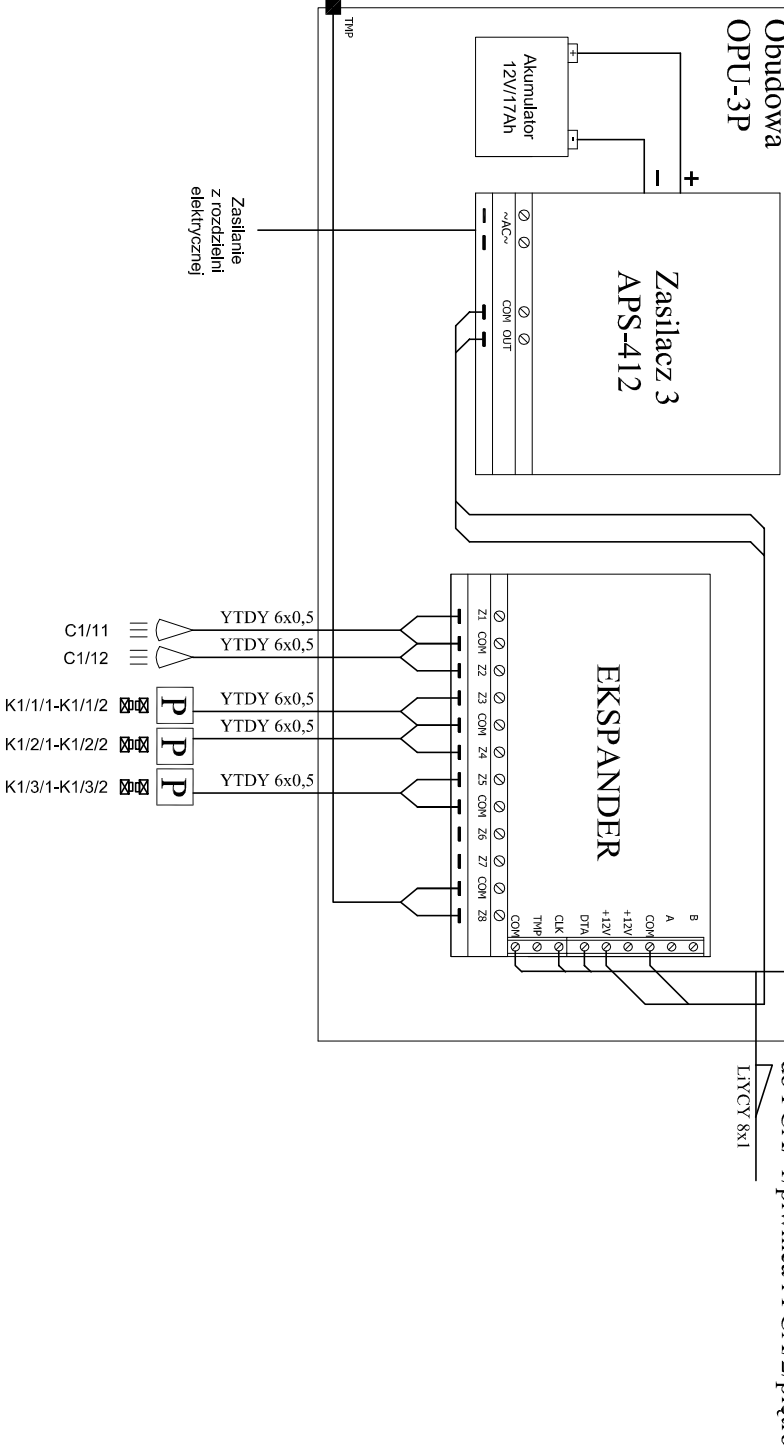 Obudowa
OPU-3P
TMP
Akumulator
12V/17Ah
+
-
+
−
Zasilacz 3
APS-412
~AC~
COM
OUT
Zasilanie
z rozdzielni
elektrycznej
EKSPANDER
Z1
COM
Z2
Z3
COM
Z4
Z5
COM
Z6
Z7
COM
Z8
B
A
COM
+12V
+12V
DTA
CLK
TMP
COM
YTDY 6x0,5
YTDY 6x0,5
YTDY 6x0,5
YTDY 6x0,5
YTDY 6x0,5
C1/11
C1/12
K1/1/1-K1/1/2
P
K1/2/1-K1/2/2
P
K1/3/1-K1/3/2
P
LiYCY 8x1